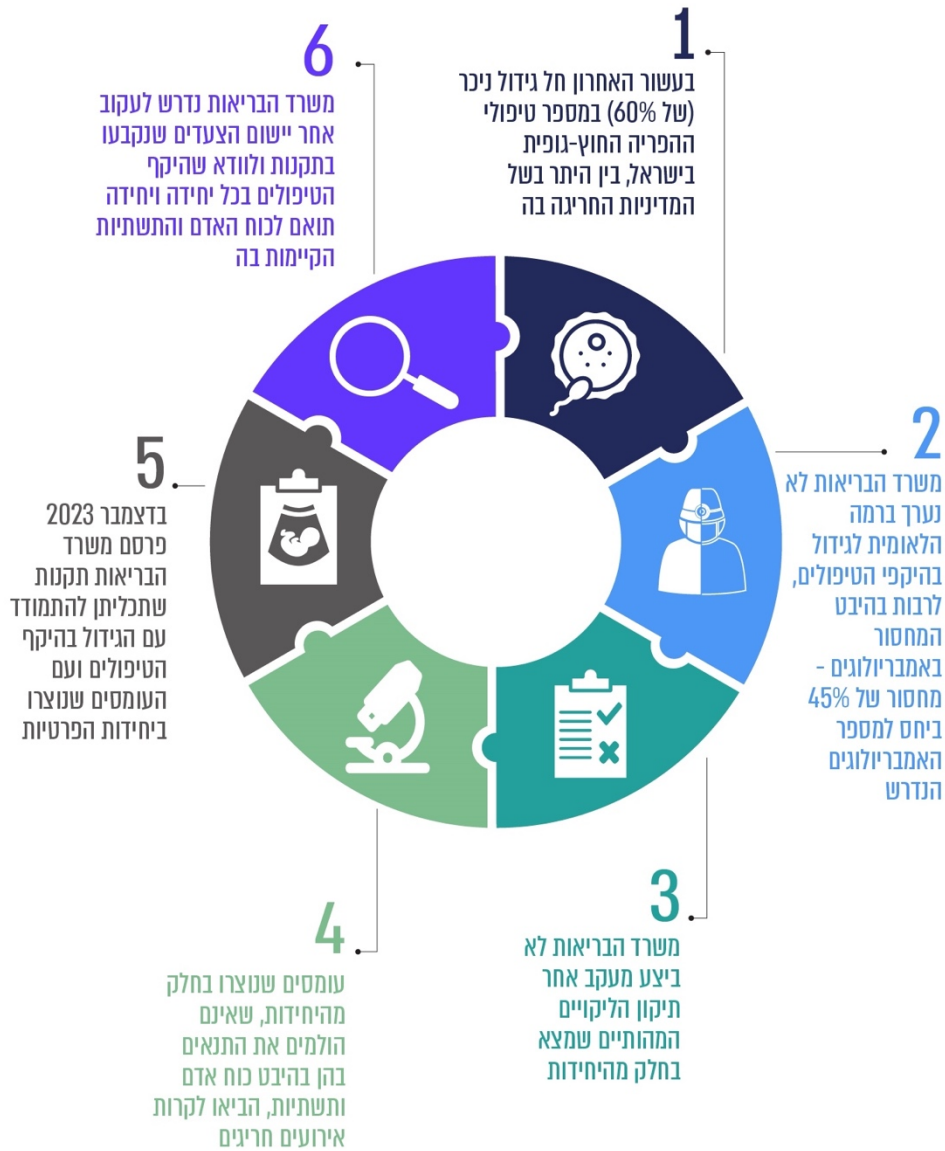 1
בעשור האחרון חל גידול ניכר
(של 60%) במספר טיפולי
ההפריה החוץ-גופית
בישראל, בין היתר בשל
המדיניות החריגה בה
2
משרד הבריאות לא
נערך ברמה
הלאומית לגידול
בהיקפי הטיפולים,
לרבות בהיבט
המחסור
באמבריולוגים -
מחסור של 45%
ביחס למספר
האמבריולוגים
הנדרש
3
משרד הבריאות לא
ביצע מעקב אחר
תיקון הליקויים
המהותיים שמצא
בחלק מהיחידות
4
עומסים שנוצרו בחלק
מהיחידות, שאינם
הולמים את התנאים
בהן בהיבט כוח אדם
ותשתיות, הביאו לקרות
אירועים חריגים
5
בדצמבר 2023
פרסם משרד
הבריאות תקנות
שתכליתן להתמודד
עם הגידול בהיקף
הטיפולים ועם
העומסים שנוצרו
ביחידות הפרטיות
6
משרד הבריאות נדרש לעקוב
אחר יישום הצעדים שנקבעו
בתקנות ולוודא שהיקף
הטיפולים בכל יחידה ויחידה
תואם לכוח האדם והתשתיות
הקיימות בה